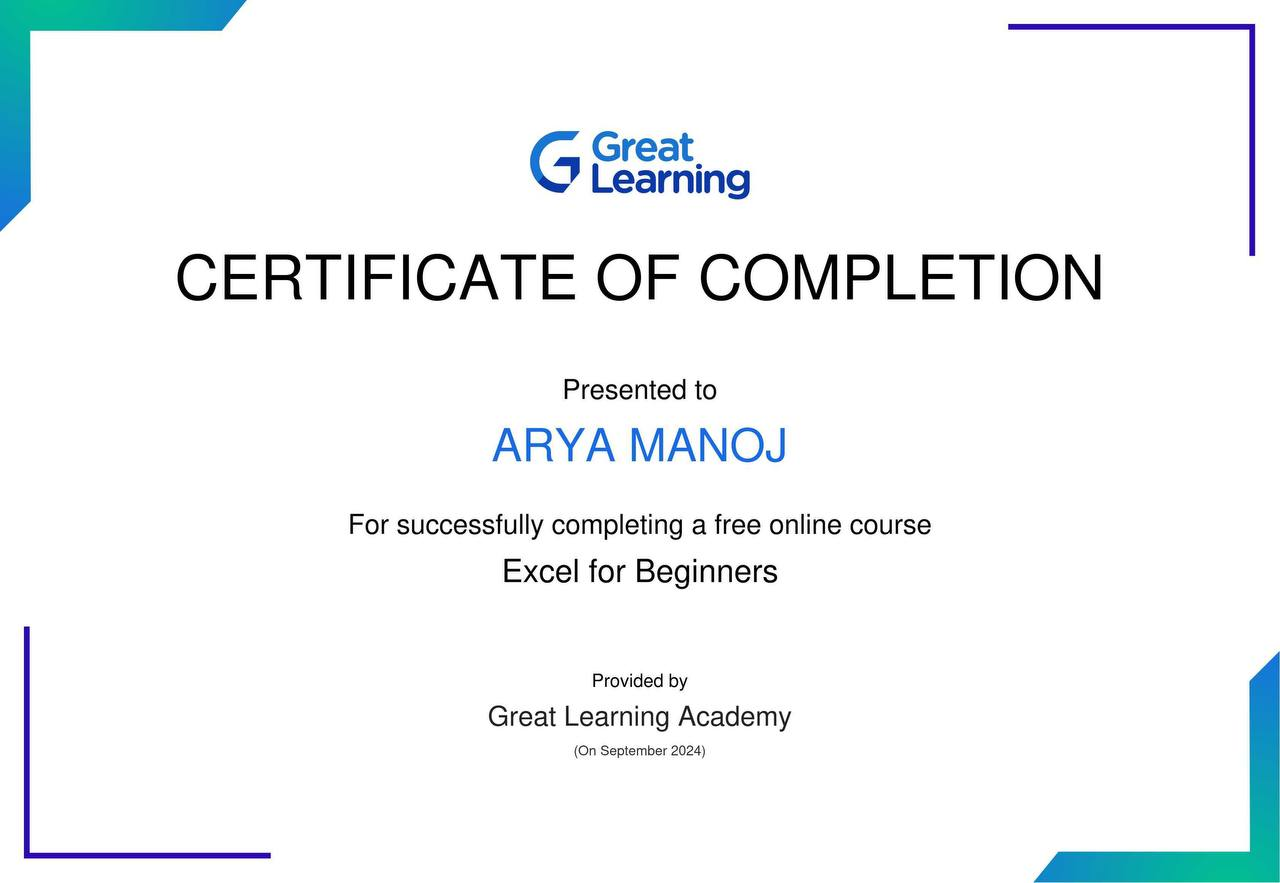 Great
Learning
CERTIFICATE OF COMPLETION
Presented to
ARYA MANOJ
For successfully completing a free online course
Excel for Beginners
Provided by
Great Learning Academy
(On September 2024)